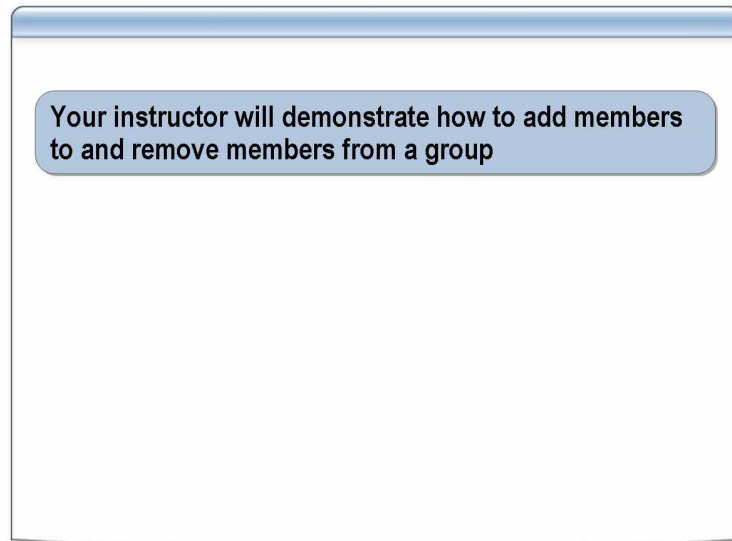 Your instructor will demonstrate how to add members
to and remove members from a group